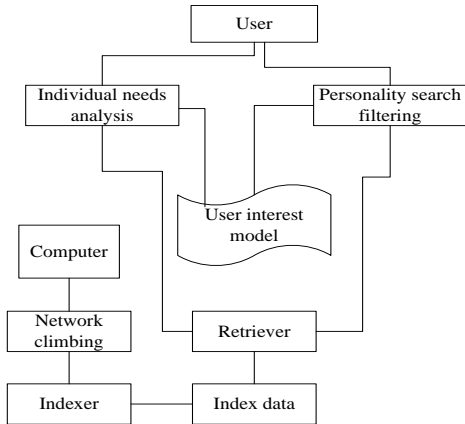 User
Individual needs
analysis
Personality search
filtering
User interest
model
Computer
Network
climbing
Retriever
Indexer
Index data